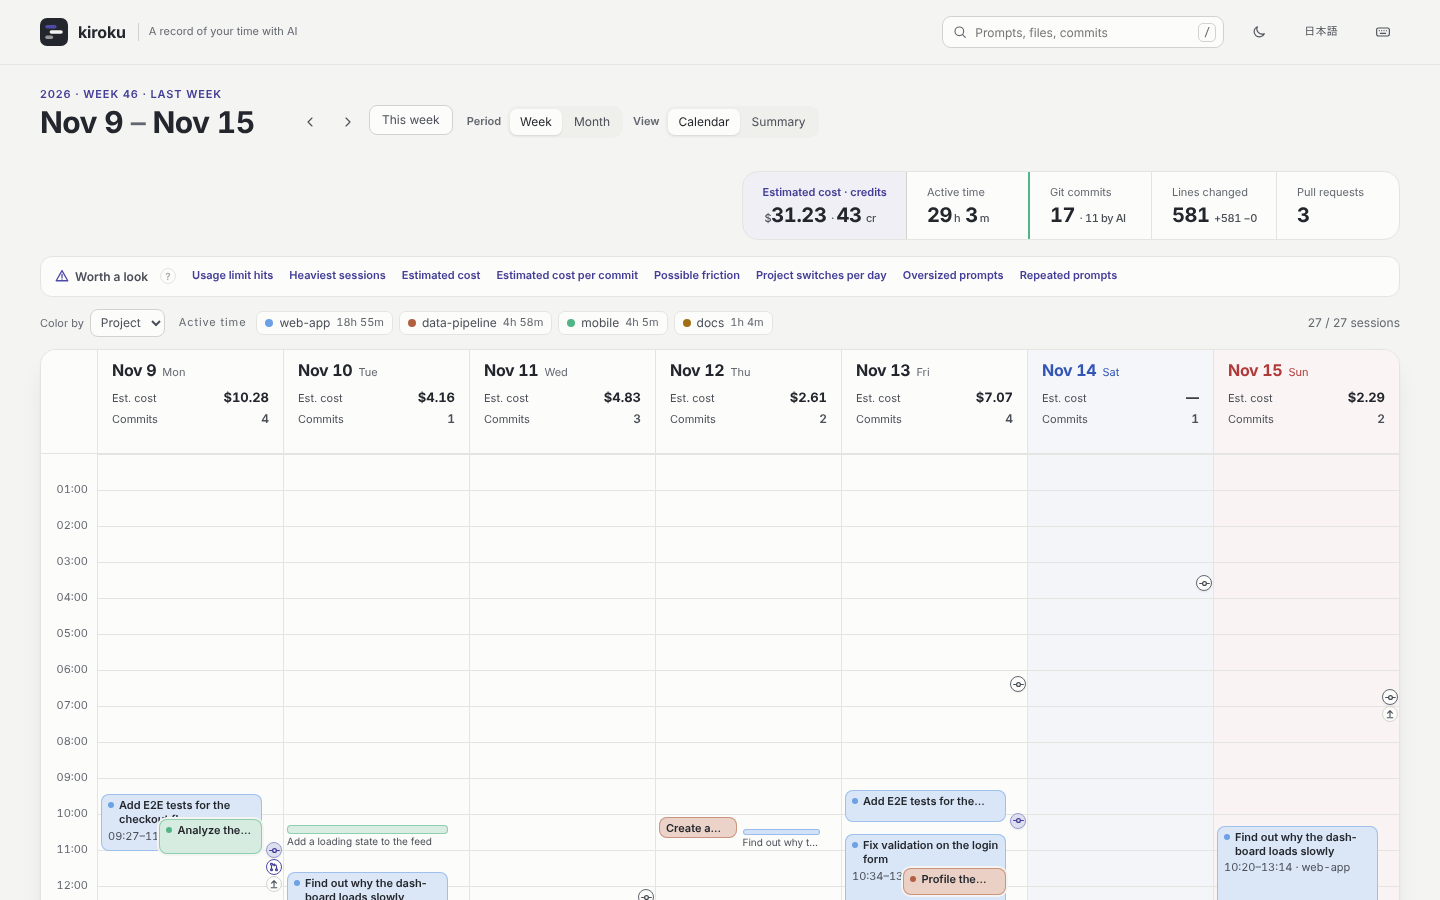 kiroku
A record of your time with AI
Prompts, files, commits
/
日本語
2026 · WEEK 46 · LAST WEEK
Nov 9 – Nov 15
This week
Period
Week
Month
View
Calendar
Summary
Estimated cost · credits
$31.23 · 43 cr
Active time
29h 3m
Git commits
17 · 11 by AI
Lines changed
581 +581 −0
Pull requests
3
Worth a look
?
Usage limit hits
Heaviest sessions
Estimated cost
Estimated cost per commit
Possible friction
Project switches per day
Oversized prompts
Repeated prompts
Color by
Project
Active time
web-app 18h 55m
data-pipeline 4h 58m
mobile 4h 5m
docs 1h 4m
27 / 27 sessions
Nov 9 Mon
Est. cost $10.28
Commits 4
Nov 10 Tue
Est. cost $4.16
Commits 1
Nov 11 Wed
Est. cost $4.83
Commits 3
Nov 12 Thu
Est. cost $2.61
Commits 2
Nov 13 Fri
Est. cost $7.07
Commits 4
Nov 14 Sat
Est. cost —
Commits 1
Nov 15 Sun
Est. cost $2.29
Commits 2
01:00
02:00
03:00
04:00
05:00
06:00
07:00
08:00
09:00
10:00
11:00
12:00
Add E2E tests for the
09:27–11
Analyze the…
Add a loading state to the feed
Find out why the dash-
board loads slowly
Create a…
Find out why t…
Add E2E tests for the…
Fix validation on the login
form
10:34–13
Profile the…
Find out why the dash-
board loads slowly
10:20–13:14 · web-app